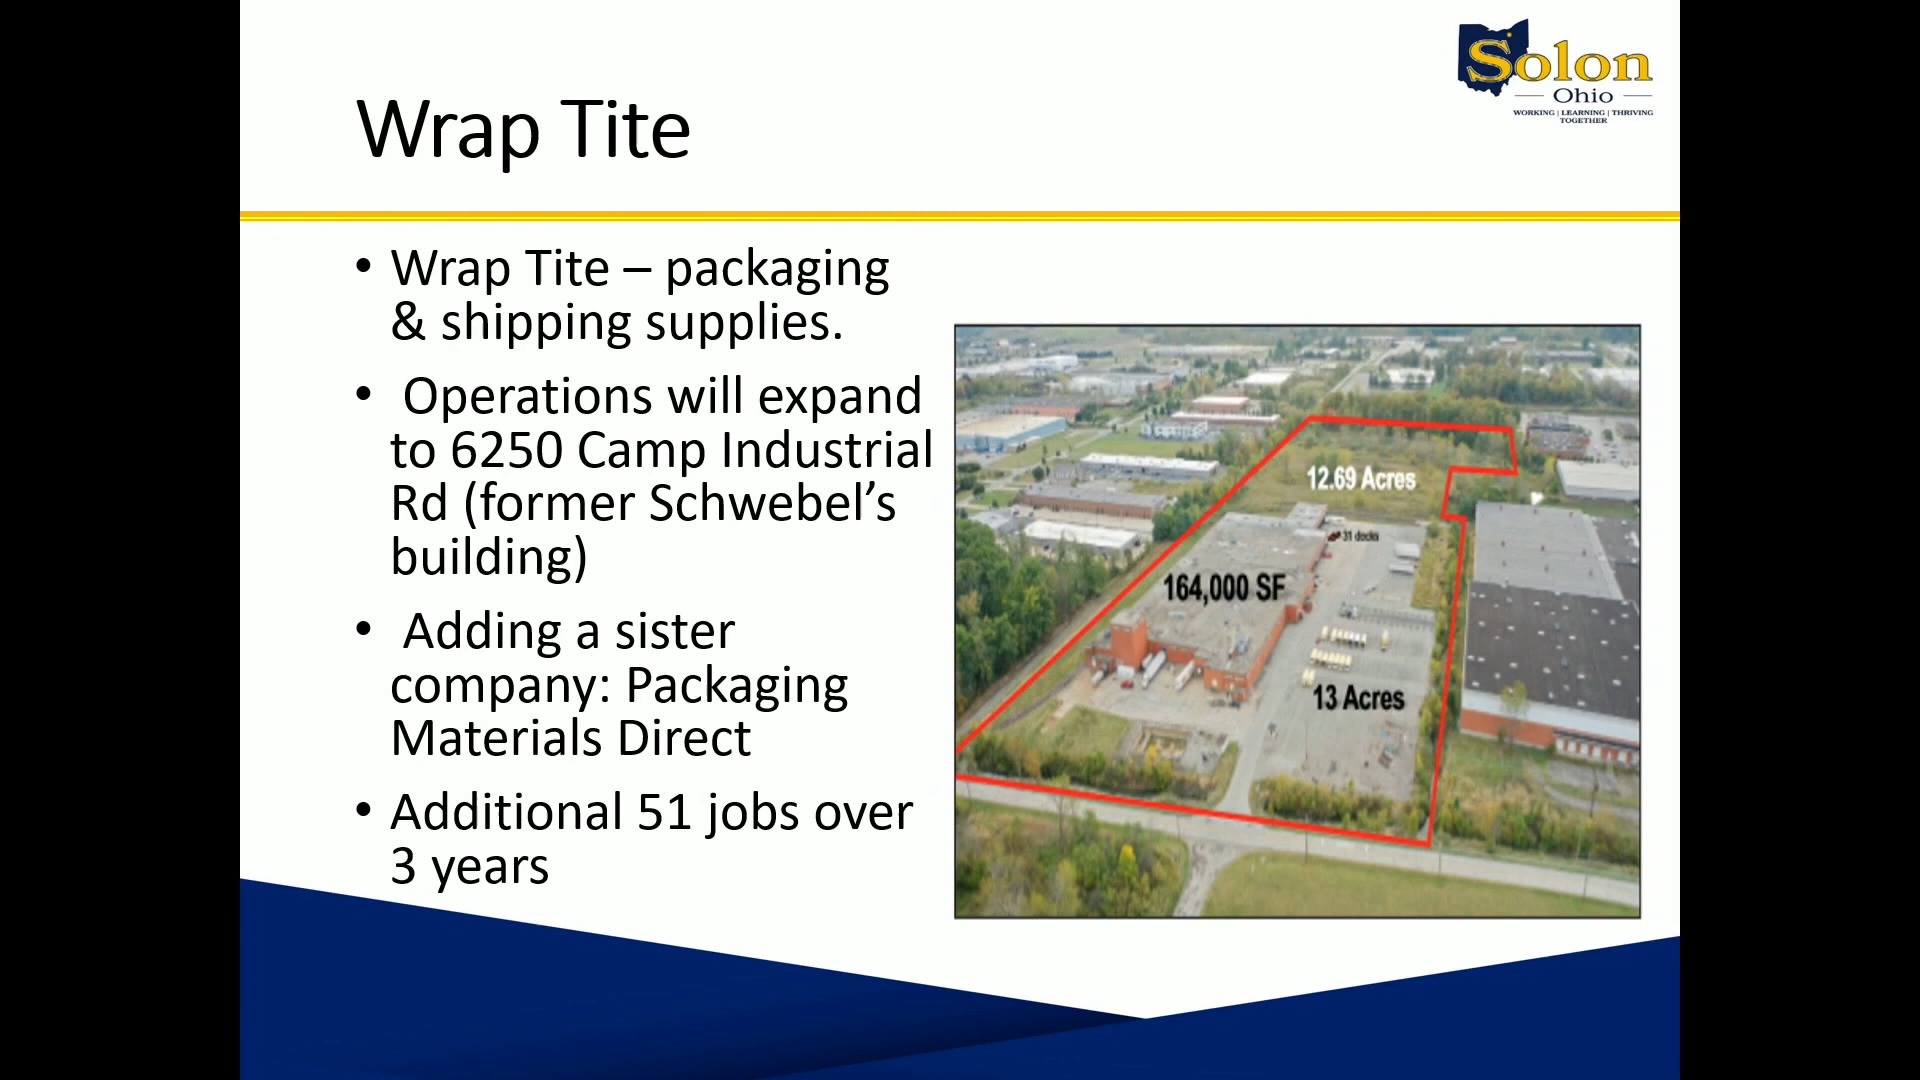 Solon
Ohio
WORKING | LEARNING | THRIVING
TOGETHER
Wrap Tite
• Wrap Tite – packaging
& shipping supplies.
• Operations will expand
to 6250 Camp Industrial
Rd (former Schwebel’s
building)
• Adding a sister
company: Packaging
Materials Direct
• Additional 51 jobs over
3 years
12.69 Acres
31 docks
164,000 SF
13 Acres